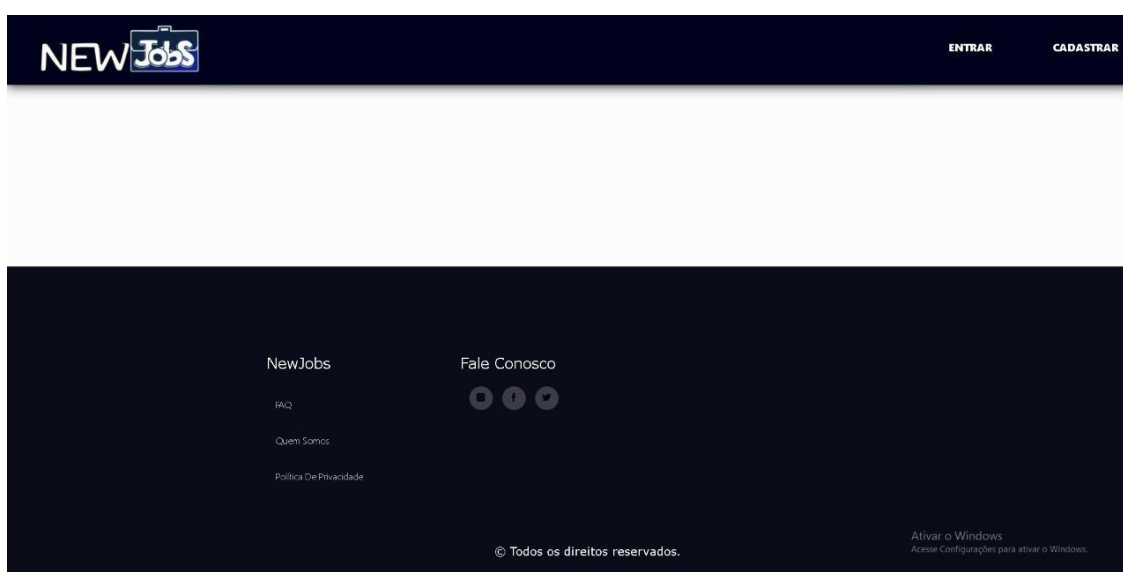 NEW JobS
ENTRAR CADASTRAR
NewJobs
Fale Conosco
FAQ
Quem Somos
Política De Privacidade
© Todos os direitos reservados.
Ativar o Windows
Acesse Configurações para ativar o Windows.